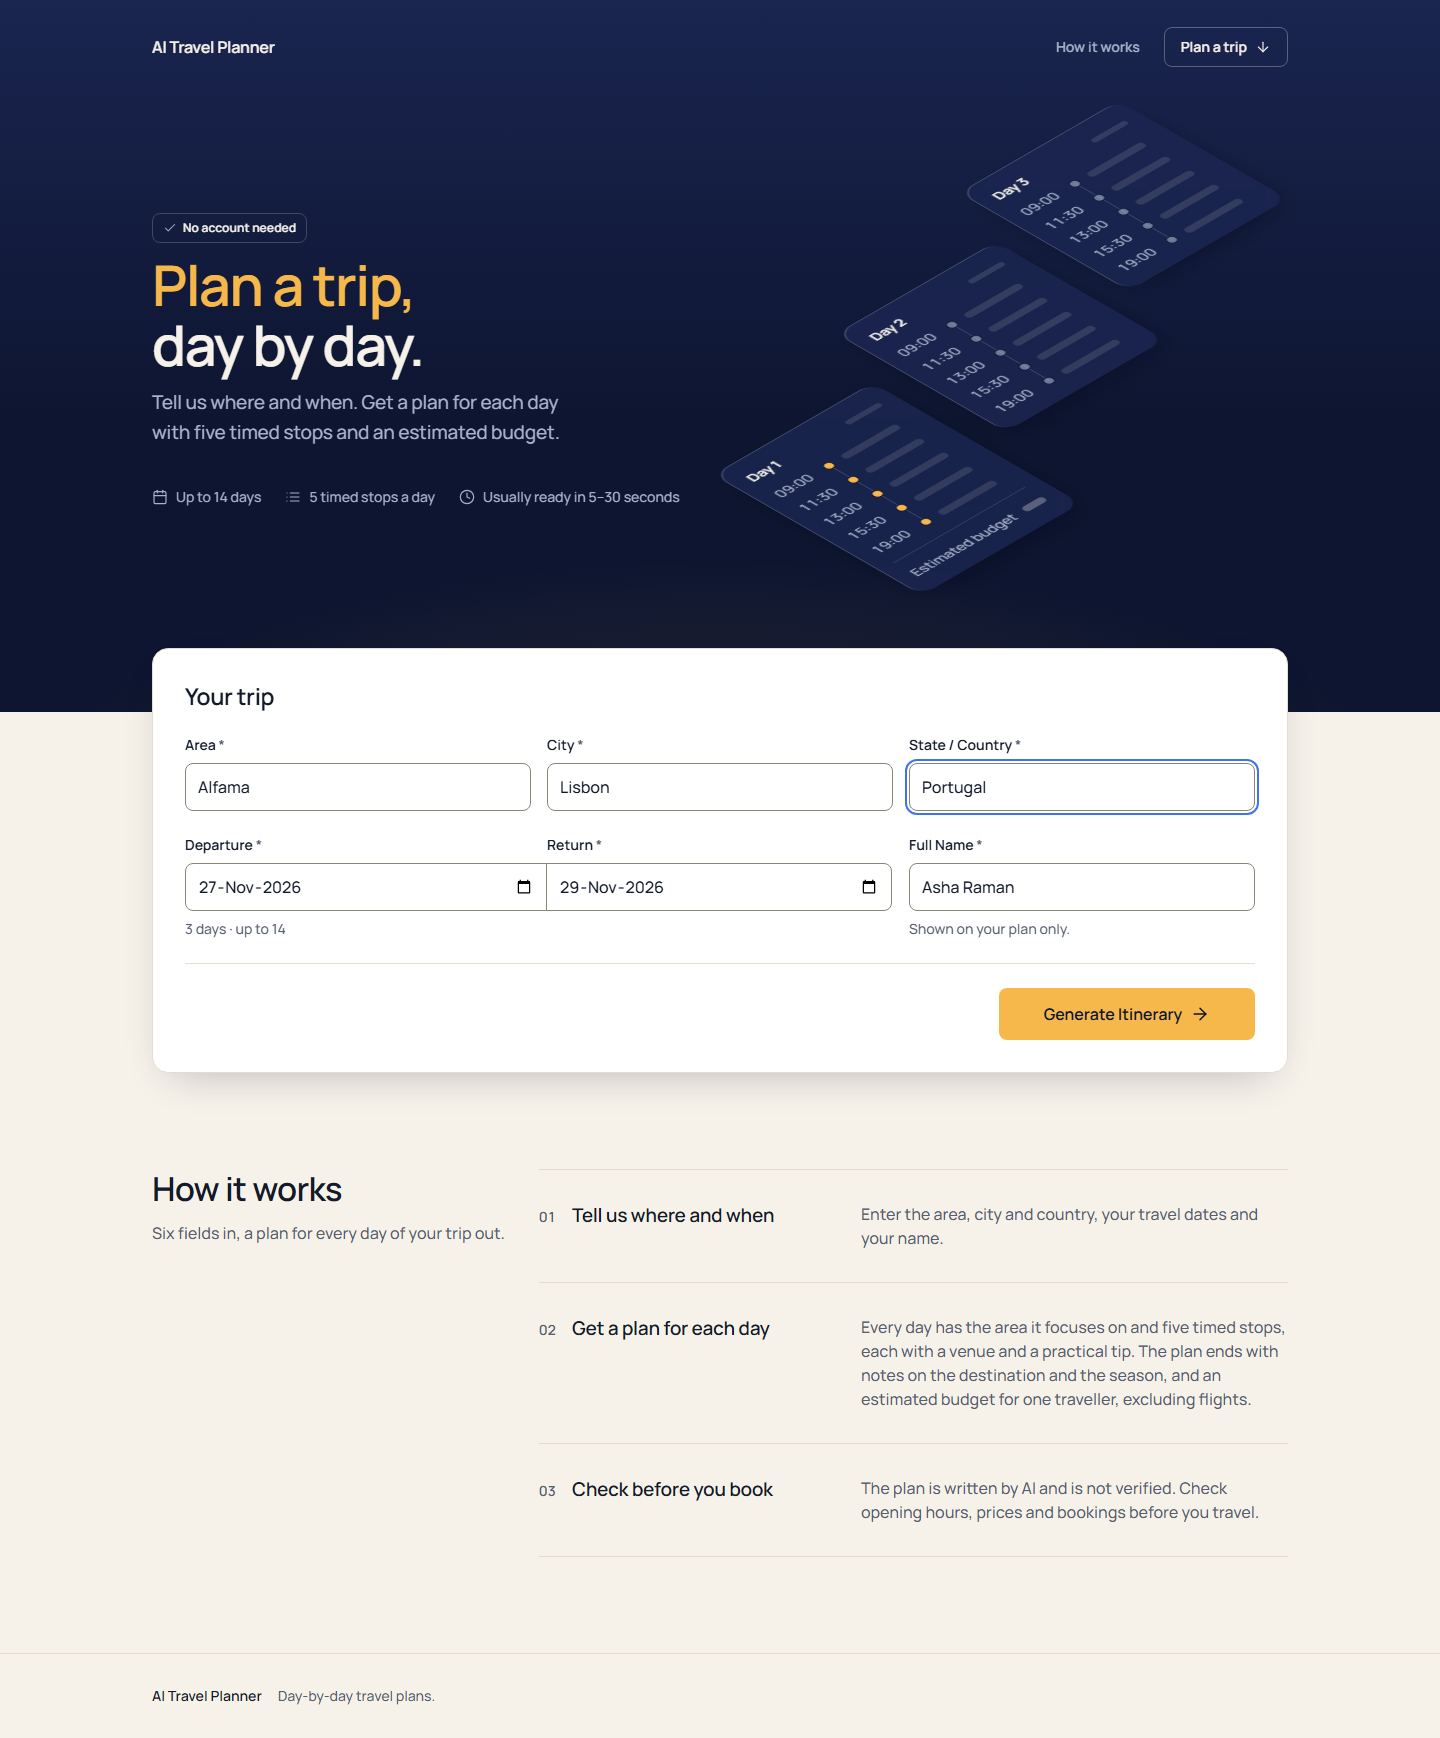 AI Travel Planner
How it works
Plan a trip
No account needed
Plan a trip,
day by day.
Tell us where and when. Get a plan for each day
with five timed stops and an estimated budget.
Up to 14 days
5 timed stops a day
Usually ready in 5–30 seconds
Day 3
09:00
11:30
13:00
15:30
19:00
Day 2
09:00
11:30
13:00
15:30
19:00
Day 1
09:00
11:30
13:00
15:30
19:00
Estimated budget
Your trip
Area *
City *
State / Country *
Alfama
Lisbon
Portugal
Departure *
Return *
Full Name *
27-Nov-2026
29-Nov-2026
Asha Raman
3 days · up to 14
Shown on your plan only.
Generate Itinerary
How it works
Six fields in, a plan for every day of your trip out.
01 Tell us where and when
Enter the area, city and country, your travel dates and
your name.
02 Get a plan for each day
Every day has the area it focuses on and five timed stops,
each with a venue and a practical tip. The plan ends with
notes on the destination and the season, and an
estimated budget for one traveller, excluding flights.
03 Check before you book
The plan is written by AI and is not verified. Check
opening hours, prices and bookings before you travel.
AI Travel Planner
Day-by-day travel plans.